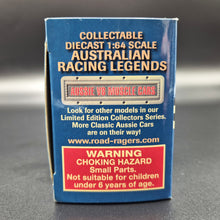 COLLECTABLE
DIECAST 1:64 SCALE
AUSTRALIAN
RACING LEGENDS
AUSSIE V8 MUSCLE CARS
Look for other models in our
Limited Edition Collectors Series.
More Classic Aussie Cars
are on their way!
www.road-ragers.com
WARNING
CHOKING HAZARD
Small Parts.
Not suitable for children
under 6 years of age.